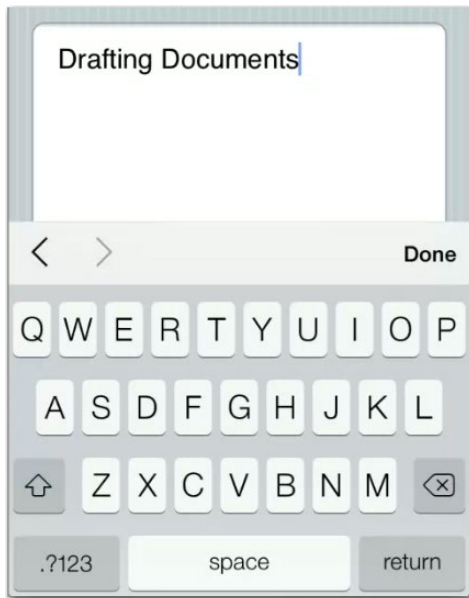 Drafting Documents
Done
Q W E R T Y U I O P
A S D F G H J K L
Z X C V B N M
.?123 space return